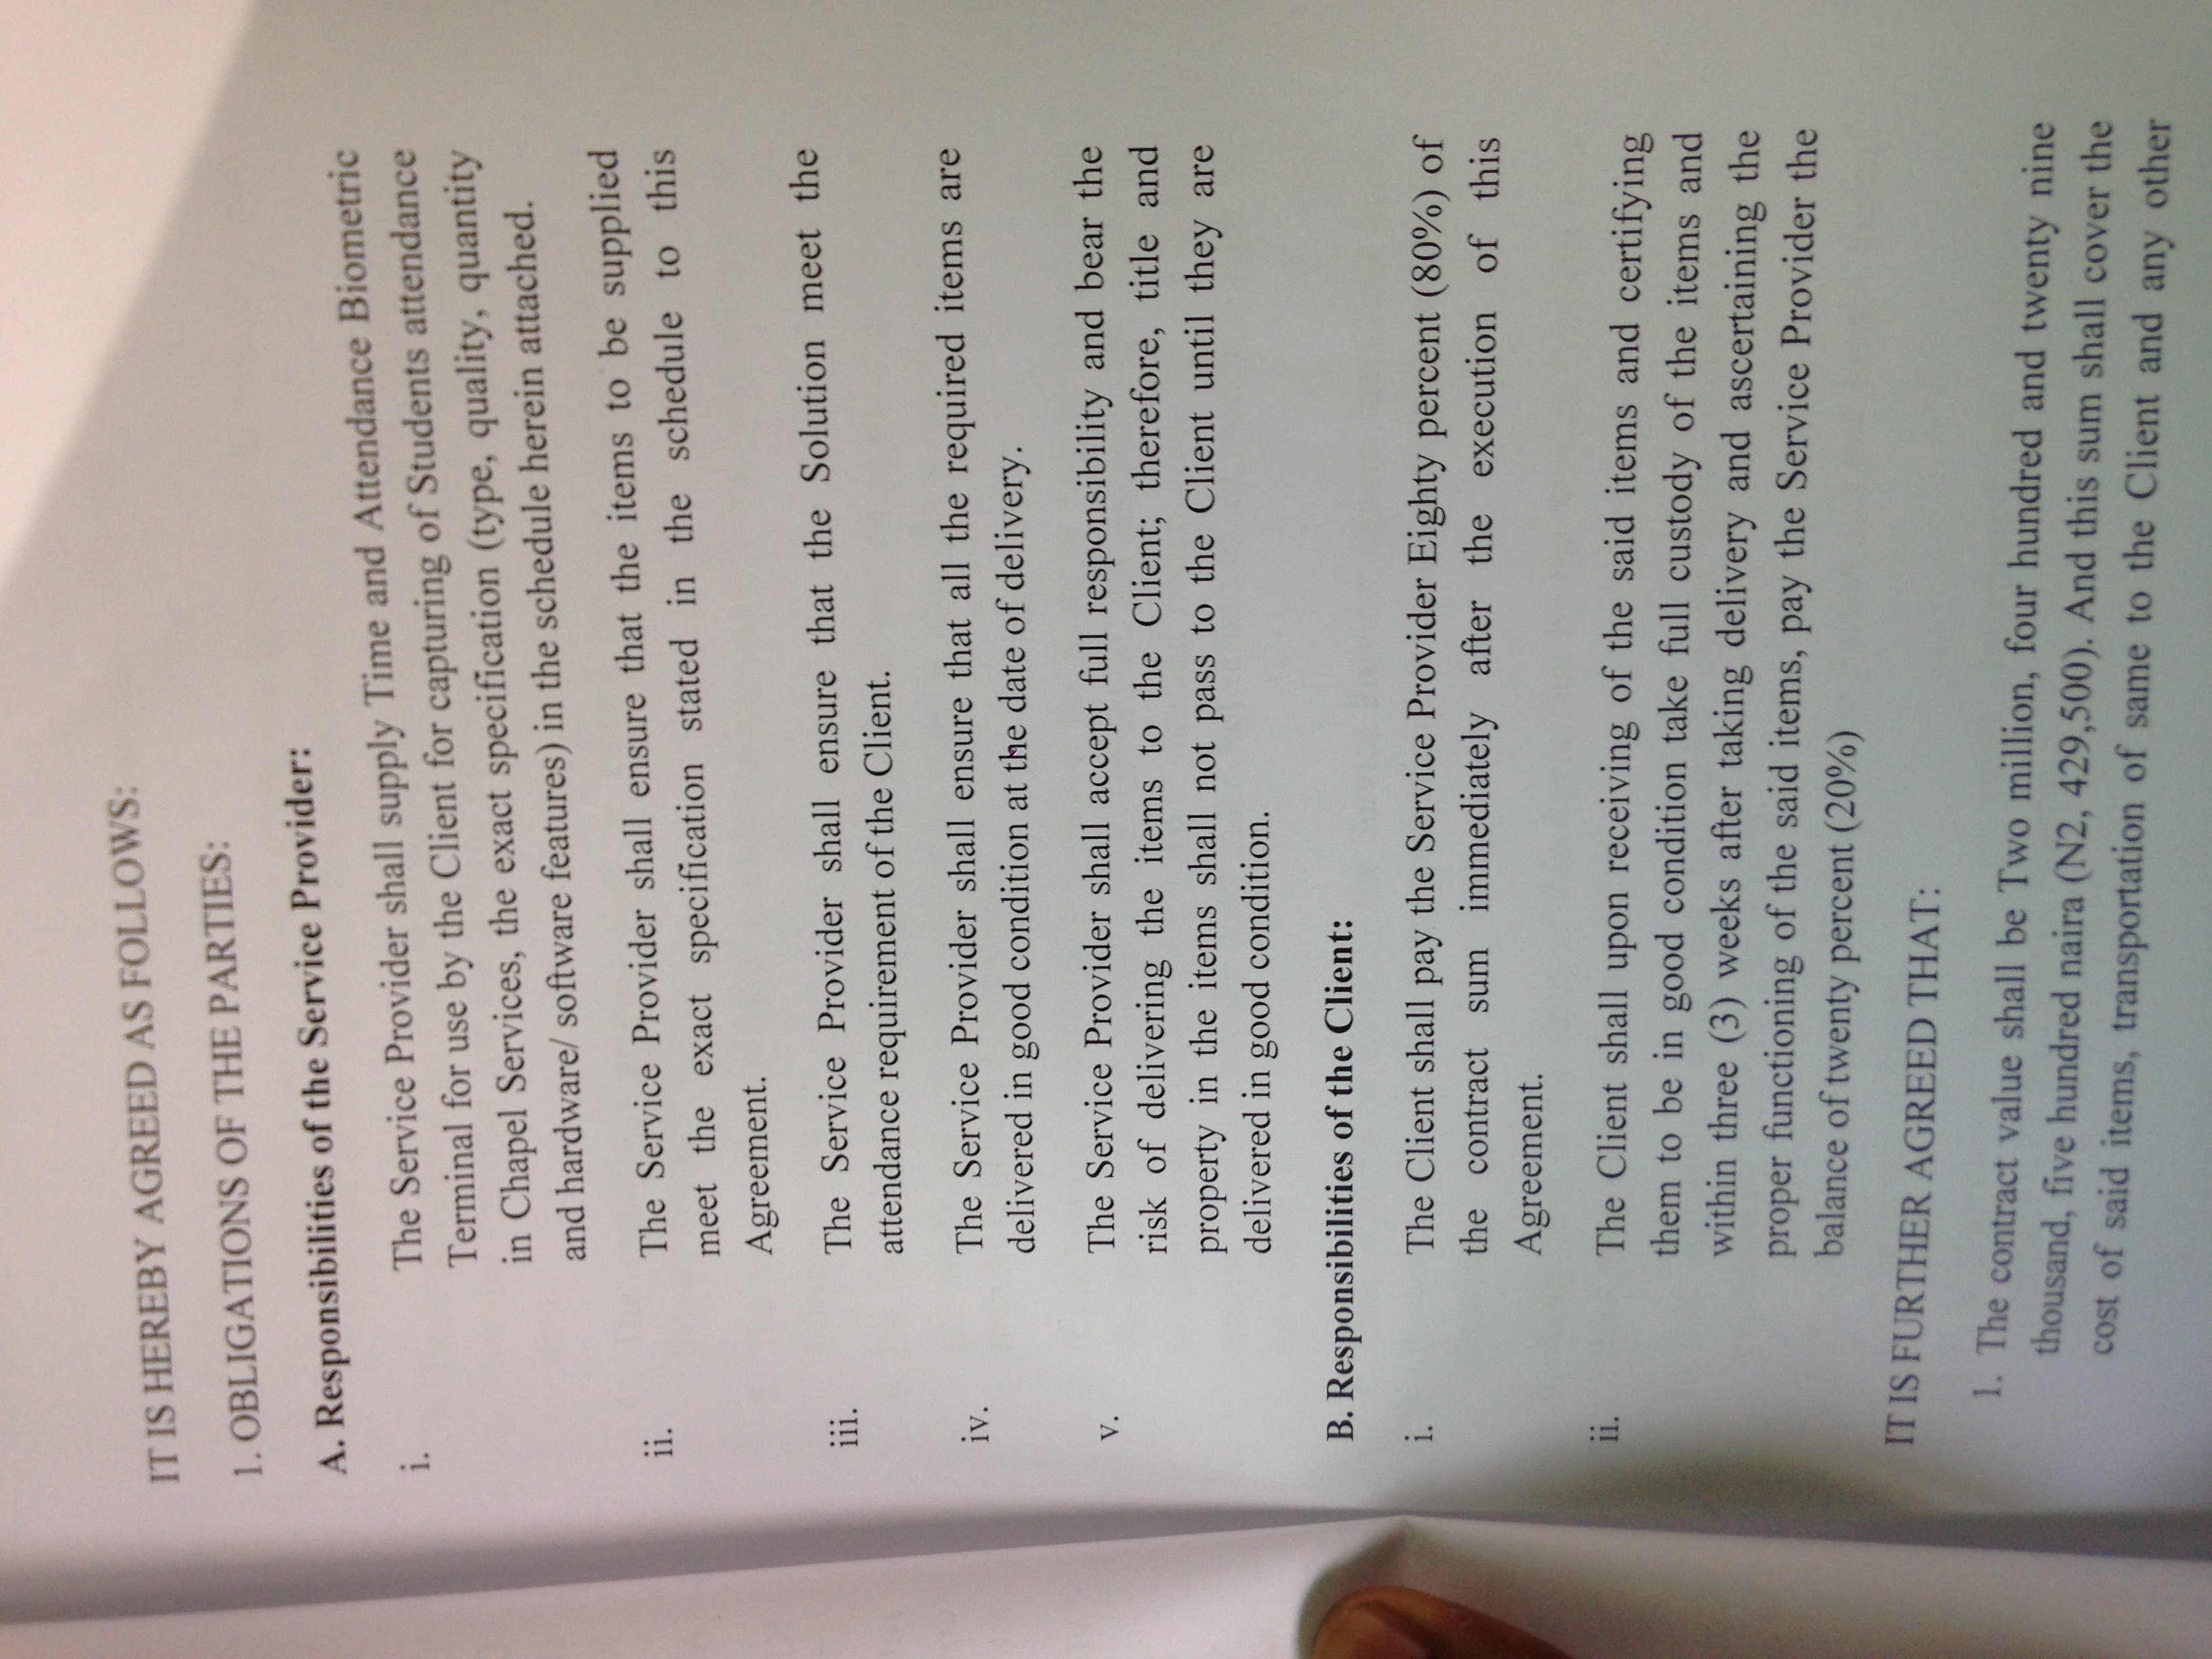 IT IS HEREBY AGREED AS FOLLOWS:
1. OBLIGATIONS OF THE PARTIES:
A. Responsibilities of the Service Provider:
i. The Service Provider shall supply Time and Attendance Biometric
Terminal for use by the Client for capturing of Students attendance
in Chapel Services, the exact specification (type, quality, quantity
and hardware/ software features) in the schedule herein attached.
ii. The Service Provider shall ensure that the items to be supplied
meet the exact specification stated in the schedule to this
Agreement.
iii. The Service Provider shall ensure that the Solution meet the
attendance requirement of the Client.
iv. The Service Provider shall ensure that all the required items are
delivered in good condition at the date of delivery.
v. The Service Provider shall accept full responsibility and bear the
risk of delivering the items to the Client; therefore, title and
property in the items shall not pass to the Client until they are
delivered in good condition.
B. Responsibilities of the Client:
i. The Client shall pay the Service Provider Eighty percent (80%) of
the contract sum immediately after the execution of this
Agreement.
ii. The Client shall upon receiving of the said items and certifying
them to be in good condition take full custody of the items and
within three (3) weeks after taking delivery and ascertaining the
proper functioning of the said items, pay the Service Provider the
balance of twenty percent (20%)
IT IS FURTHER AGREED THAT:
1. The contract value shall be Two million, four hundred and twenty nine
thousand, five hundred naira (N2, 429,500). And this sum shall cover the
cost of said items, transportation of same to the Client and any other